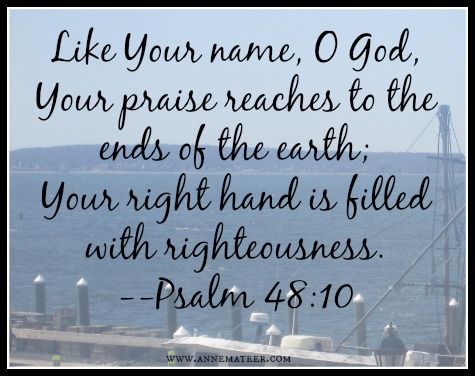 Like Your name, O God,
Your praise reaches to the
ends of the earth;
Your right hand is filled
with righteousness.
--Psalm 48:10
WWW.ANNEMATEER.COM